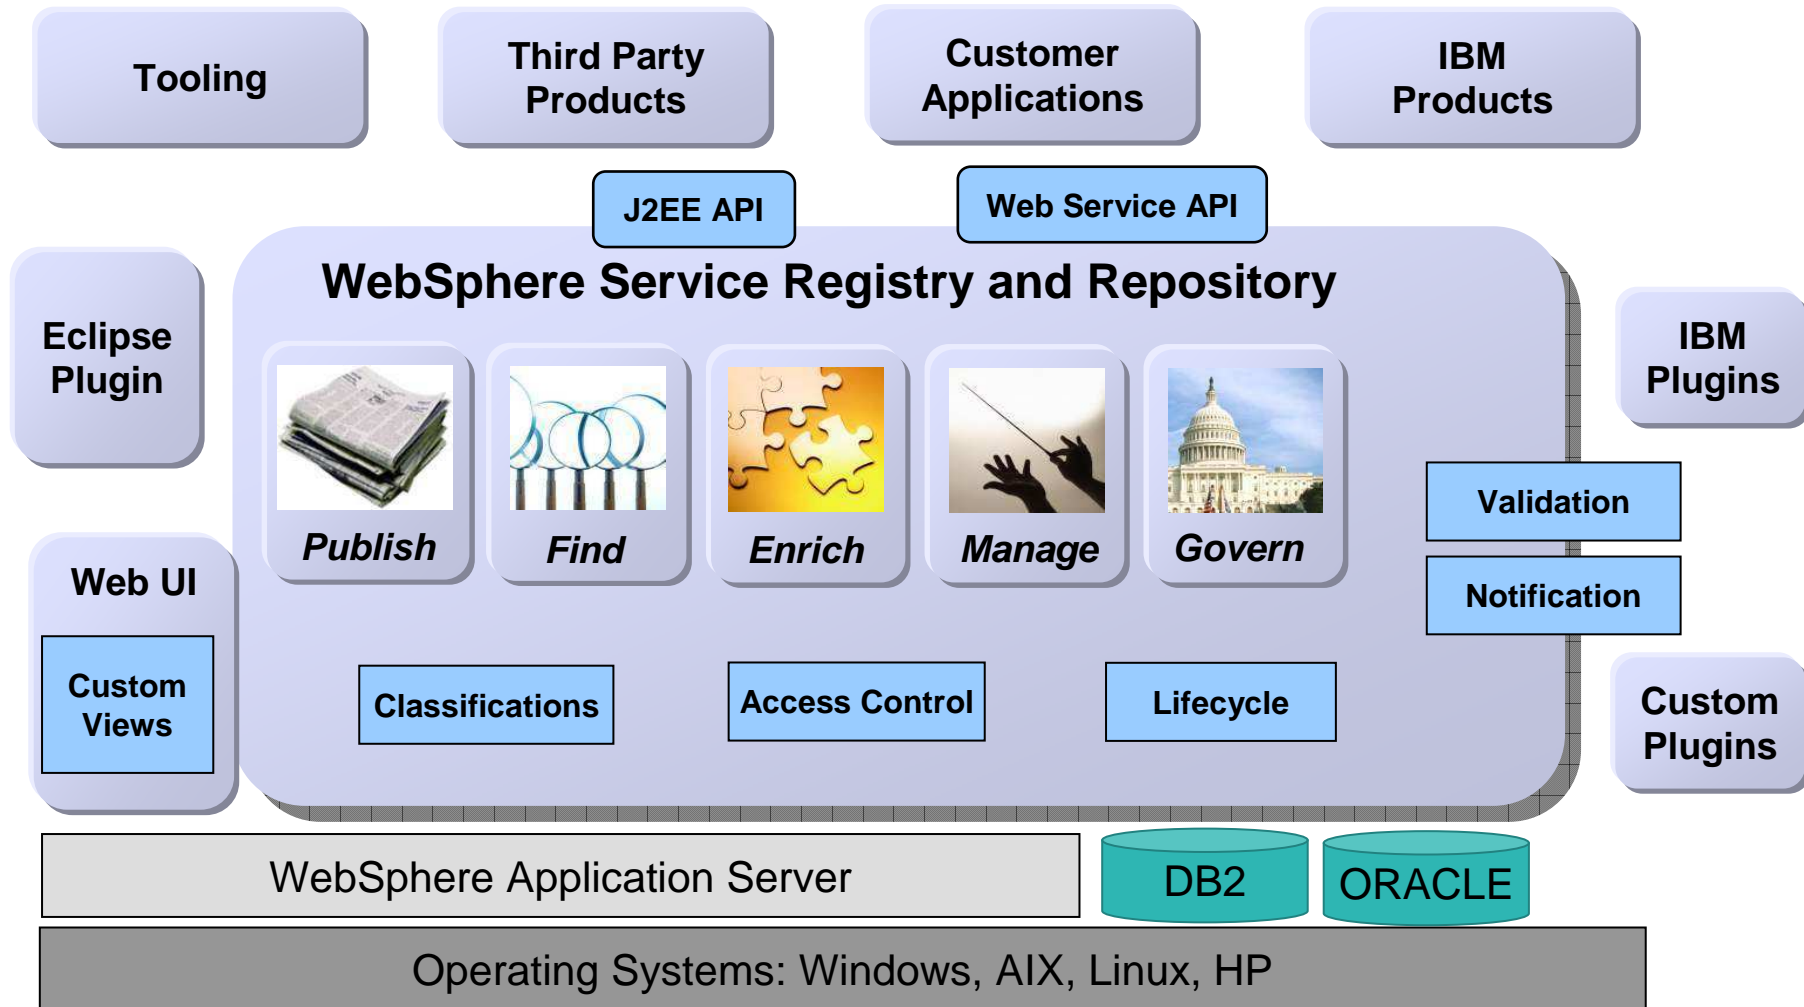 Tooling
Third Party
Products
Customer
Applications
IBM
Products
J2EE API
Web Service API
WebSphere Service Registry and Repository
Eclipse
Plugin
IBM
Plugins
Publish
Find
Enrich
Manage
Govern
Validation
Notification
Web UI
Custom
Views
Classifications
Access Control
Lifecycle
Custom
Plugins
WebSphere Application Server
DB2
ORACLE
Operating Systems: Windows, AIX, Linux, HP